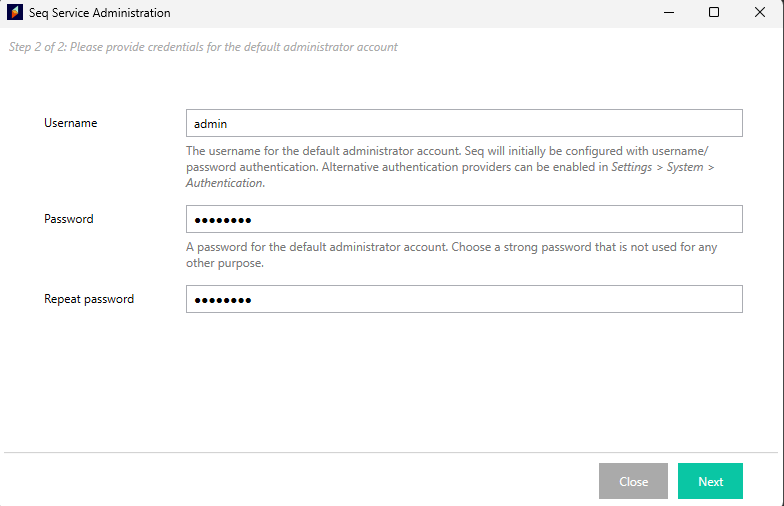 Seq Service Administration
Step 2 of 2: Please provide credentials for the default administrator account
Username
admin
The username for the default administrator account. Seq will initially be configured with username/
password authentication. Alternative authentication providers can be enabled in Settings > System >
Authentication.
Password
●●●●●●●●
A password for the default administrator account. Choose a strong password that is not used for any
other purpose.
Repeat password
●●●●●●●●
Close
Next